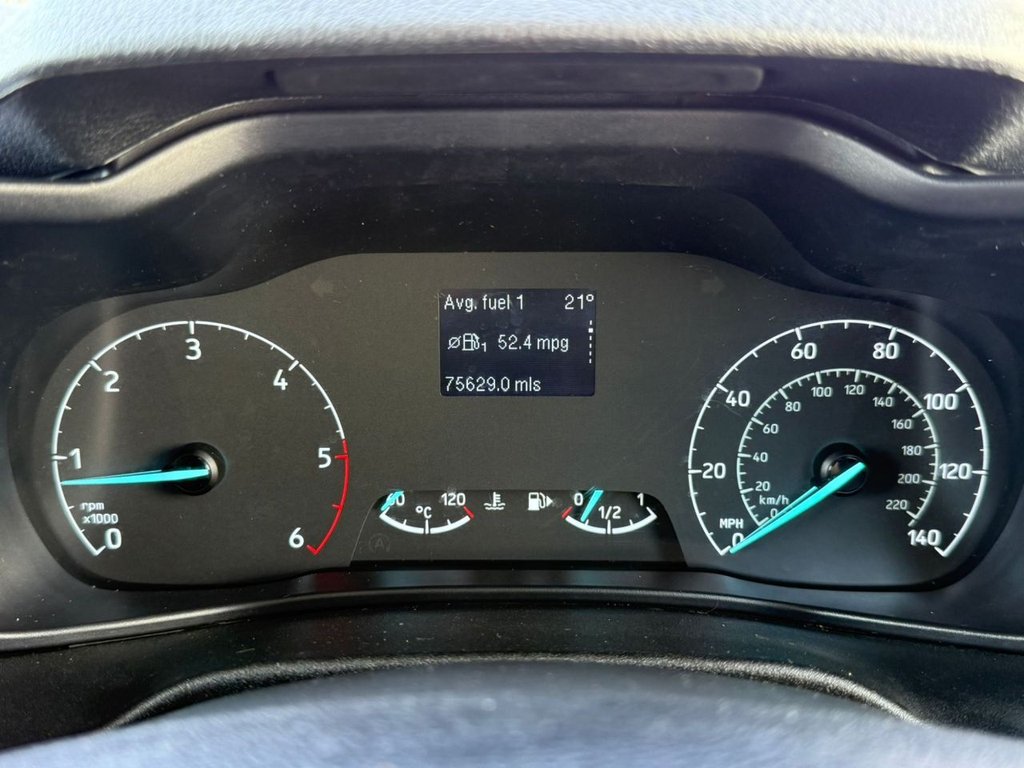 Avg. fuel 1 21°
1 52.4 mpg
75629.0 mls
0 1 2 3 4 5 6
rpm
x1000
60 120
°C
0 1/2 1
0 20 40 60 80 100 120 140
MPH
0 20 40 60 80 100 120 140 160 180 200 220
km/h